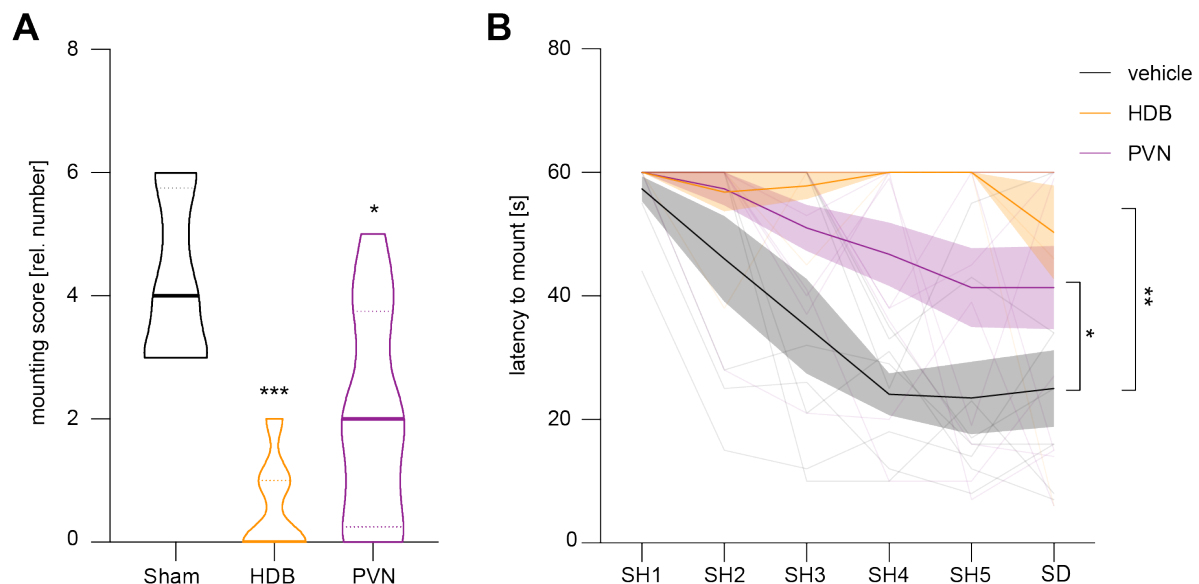 A
mounting score [rel. number]
8
6
4
2
0
*
***
Sham
HDB
PVN
B
latency to mount [s]
80
60
40
20
0
SH1
SH2
SH3
SH4
SH5
SD
vehicle
HDB
PVN
*
**